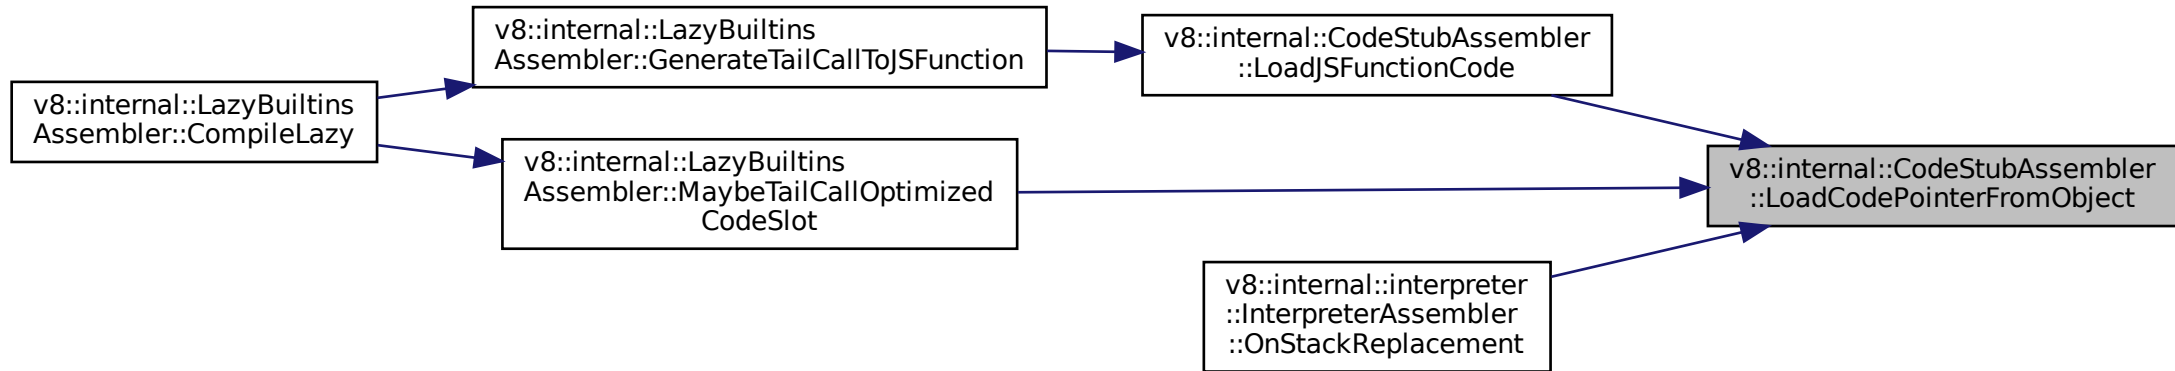 v8::internal::LazyBuiltins
Assembler::CompileLazy
v8::internal::LazyBuiltins
Assembler::GenerateTailCallToJSFunction
v8::internal::LazyBuiltins
Assembler::MaybeTailCallOptimized
CodeSlot
v8::internal::CodeStubAssembler
::LoadJSFunctionCode
v8::internal::interpreter
::InterpreterAssembler
::OnStackReplacement
v8::internal::CodeStubAssembler
::LoadCodePointerFromObject